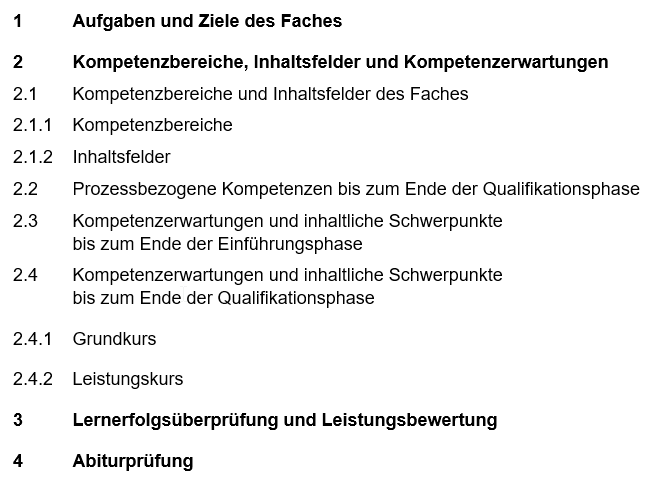 1 Aufgaben und Ziele des Faches
2 Kompetenzbereiche, Inhaltsfelder und Kompetenzerwartungen
2.1 Kompetenzbereiche und Inhaltsfelder des Faches
2.1.1 Kompetenzbereiche
2.1.2 Inhaltsfelder
2.2 Prozessbezogene Kompetenzen bis zum Ende der Qualifikationsphase
2.3 Kompetenzerwartungen und inhaltliche Schwerpunkte
bis zum Ende der Einführungsphase
2.4 Kompetenzerwartungen und inhaltliche Schwerpunkte
bis zum Ende der Qualifikationsphase
2.4.1 Grundkurs
2.4.2 Leistungskurs
3 Lernerfolgsüberprüfung und Leistungsbewertung
4 Abiturprüfung